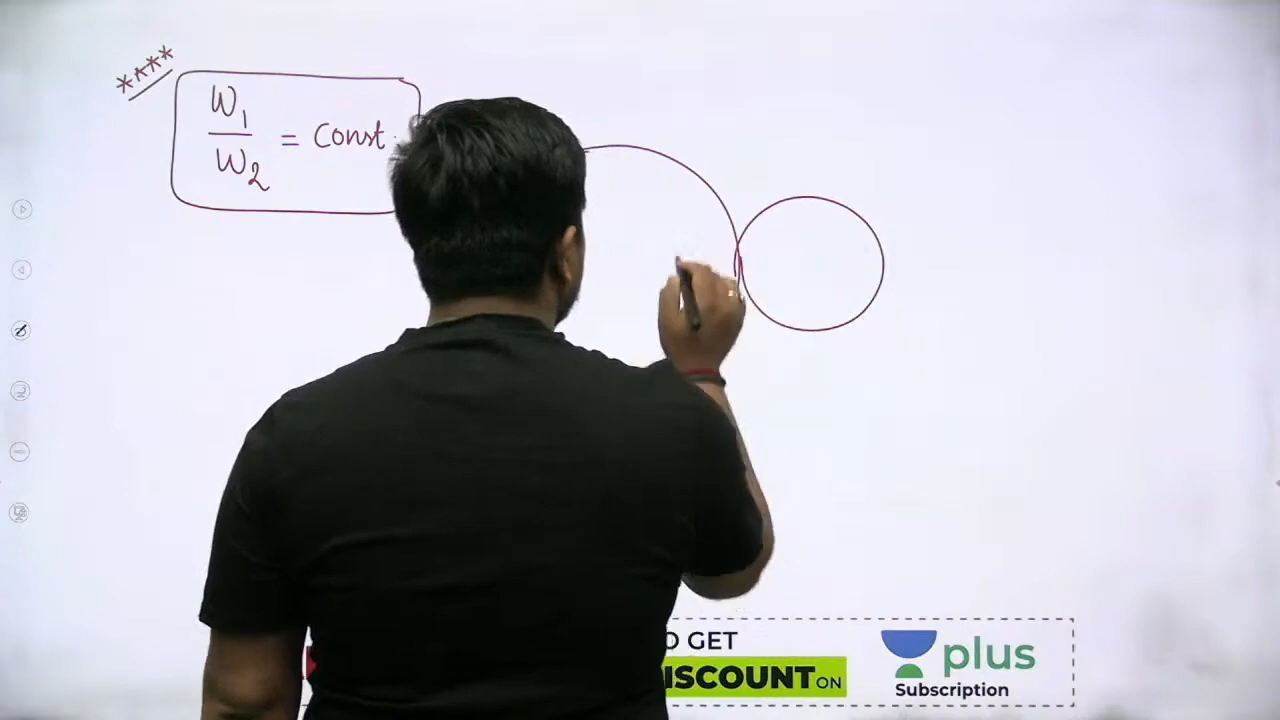 ****
W1
W2
= Const.
O GET
ISCOUNT ON
plus
Subscription